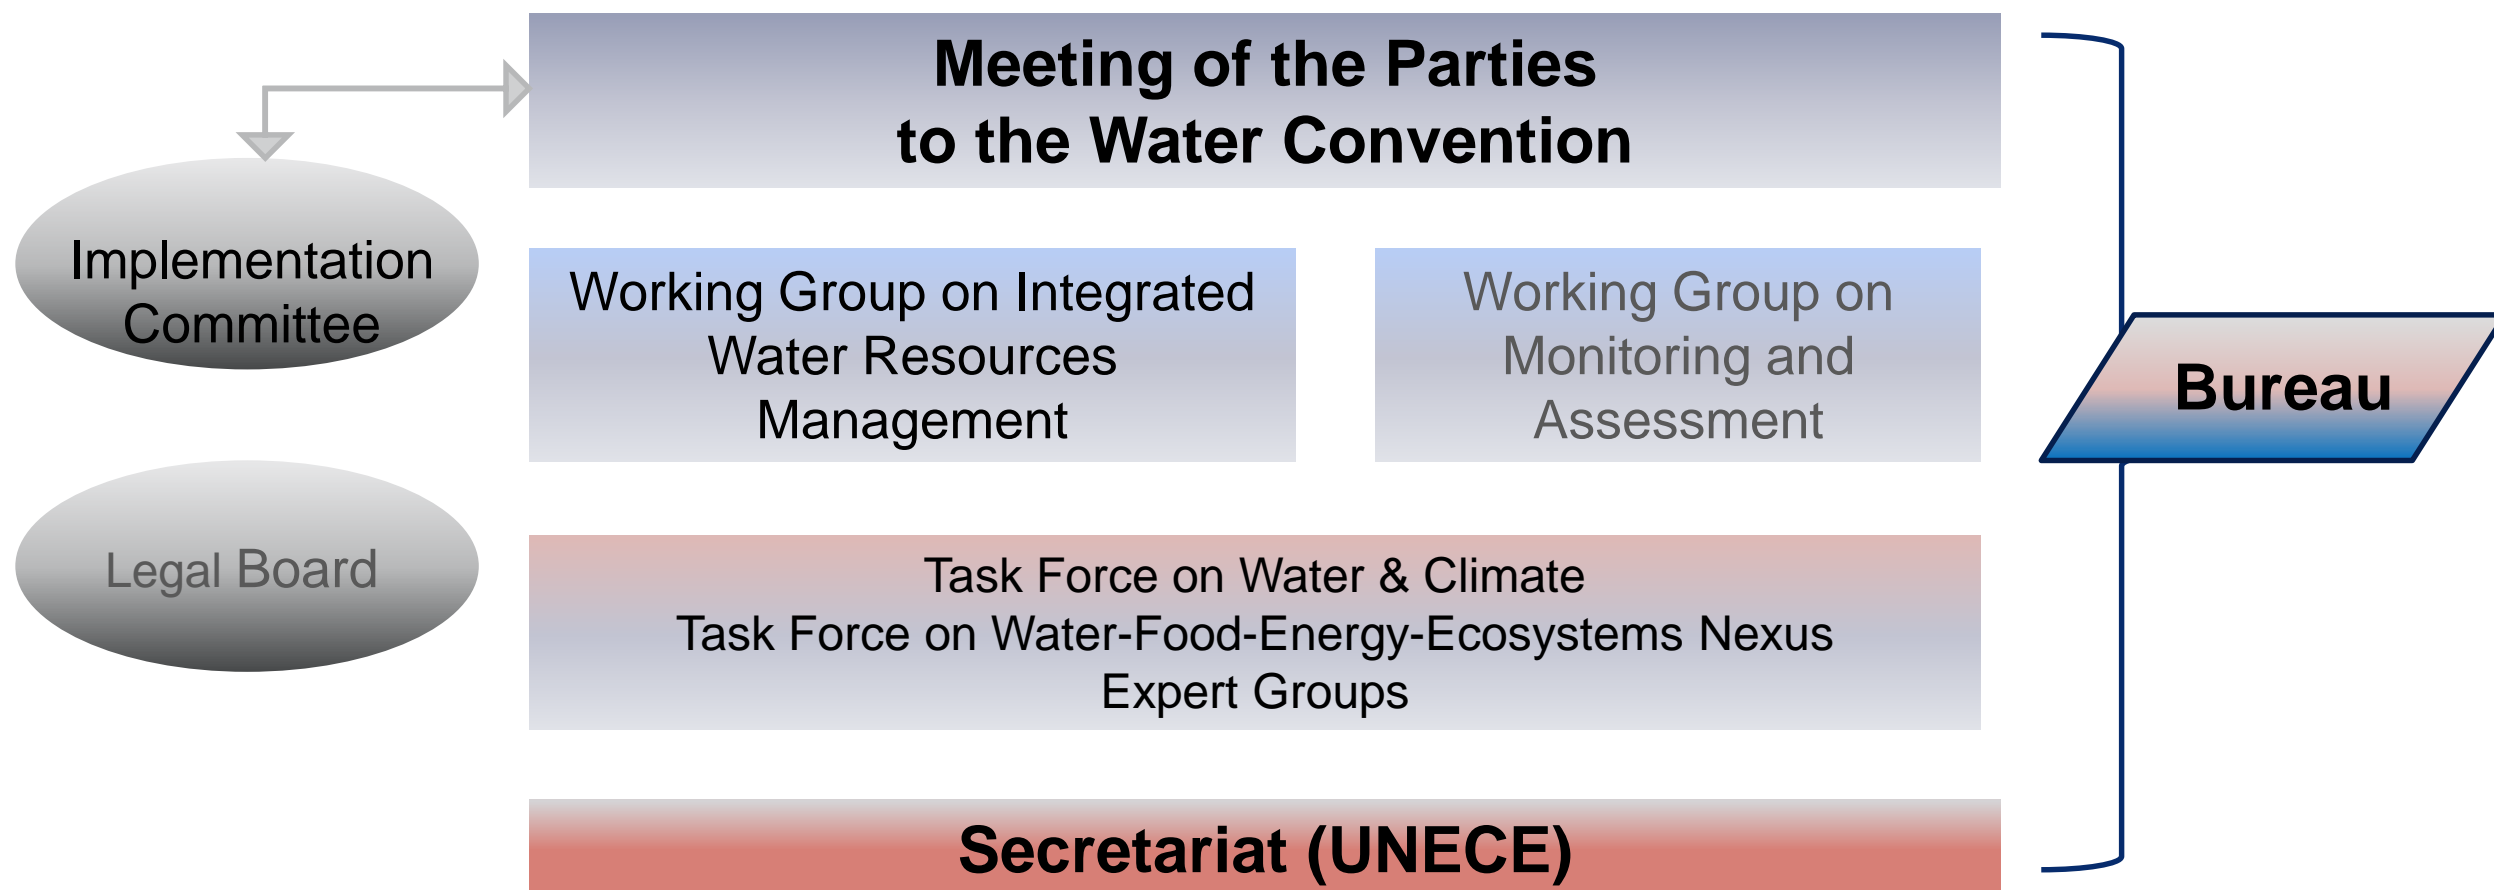 Meeting of the Parties
to the Water Convention
Implementation
Committee
Working Group on Integrated
Water Resources
Management
Working Group on
Monitoring and
Assessment
Bureau
Legal Board
Task Force on Water & Climate
Task Force on Water-Food-Energy-Ecosystems Nexus
Expert Groups
Secretariat (UNECE)